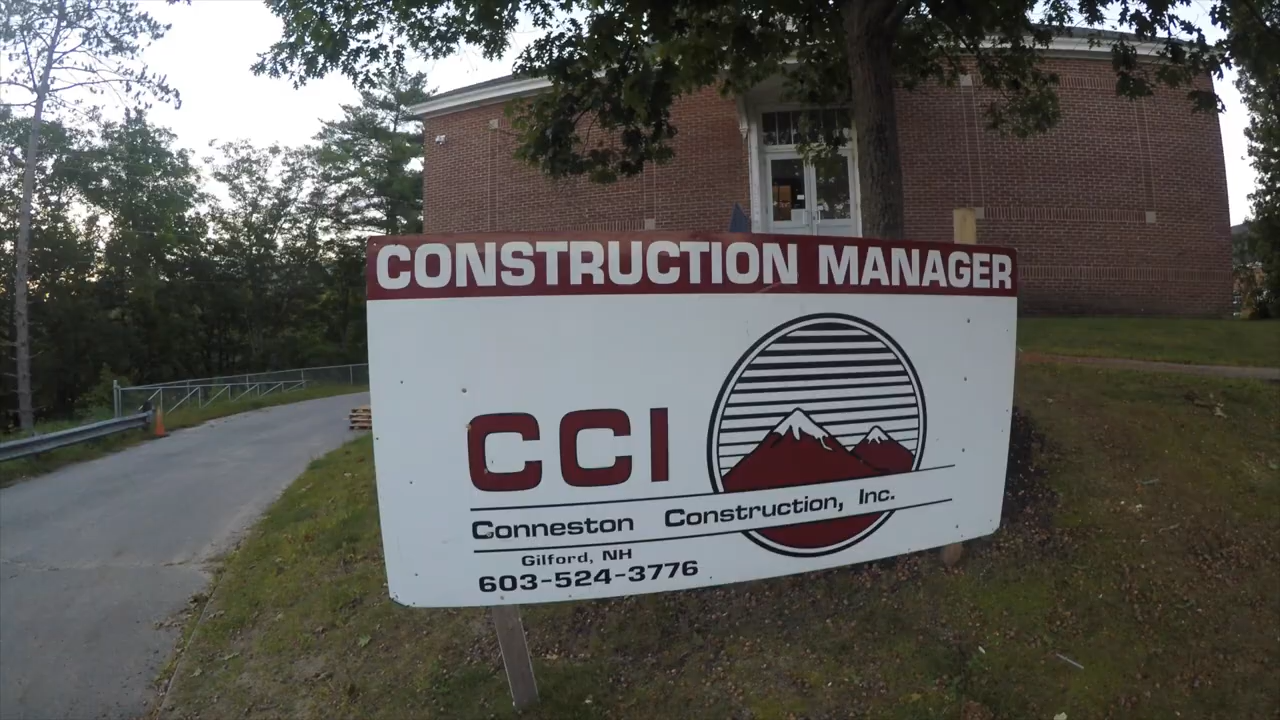 CONSTRUCTION MANAGER
CCI
Conneston Construction, Inc.
Gilford, NH
603-524-3776